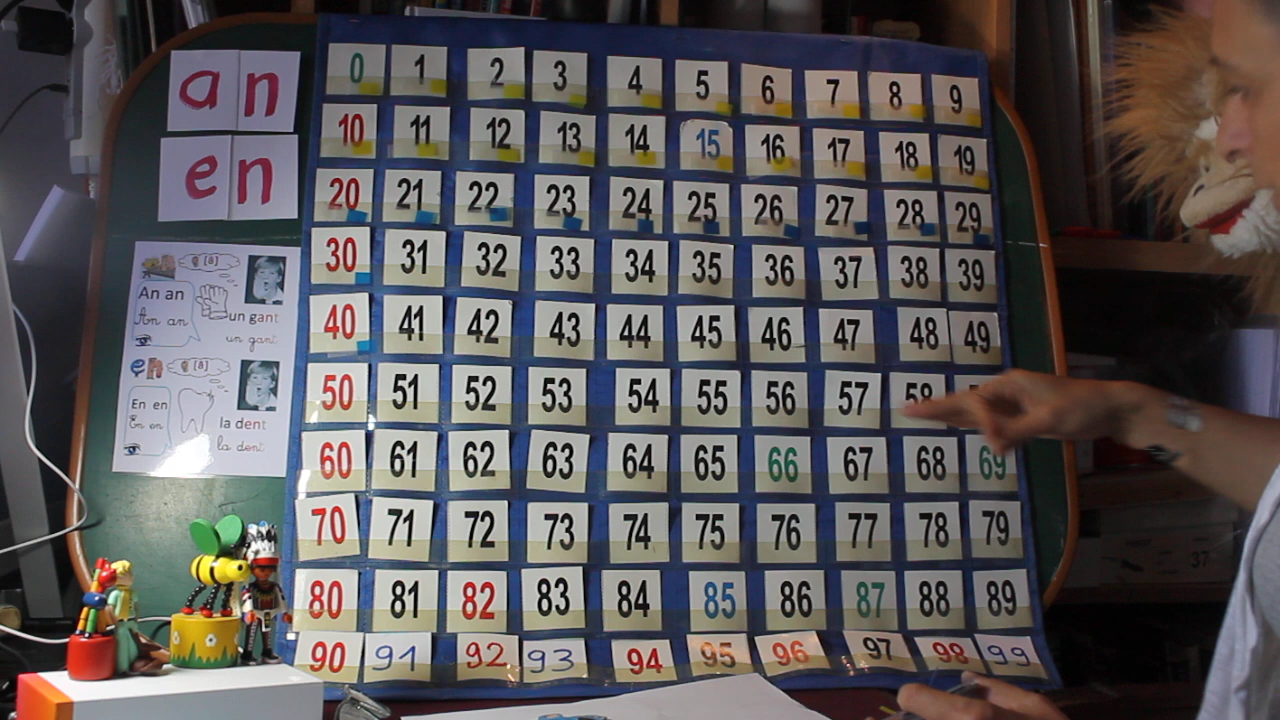 an
en
[ã]
An an
An an
un gant
un gant
en [ã]
En en
En en
la dent
la dent
0 1 2 3 4 5 6 7 8 9
10 11 12 13 14 15 16 17 18 19
20 21 22 23 24 25 26 27 28 29
30 31 32 33 34 35 36 37 38 39
40 41 42 43 44 45 46 47 48 49
50 51 52 53 54 55 56 57 58
60 61 62 63 64 65 66 67 68 69
70 71 72 73 74 75 76 77 78 79
80 81 82 83 84 85 86 87 88 89
90 91 92 93 94 95 96 97 98 99
37